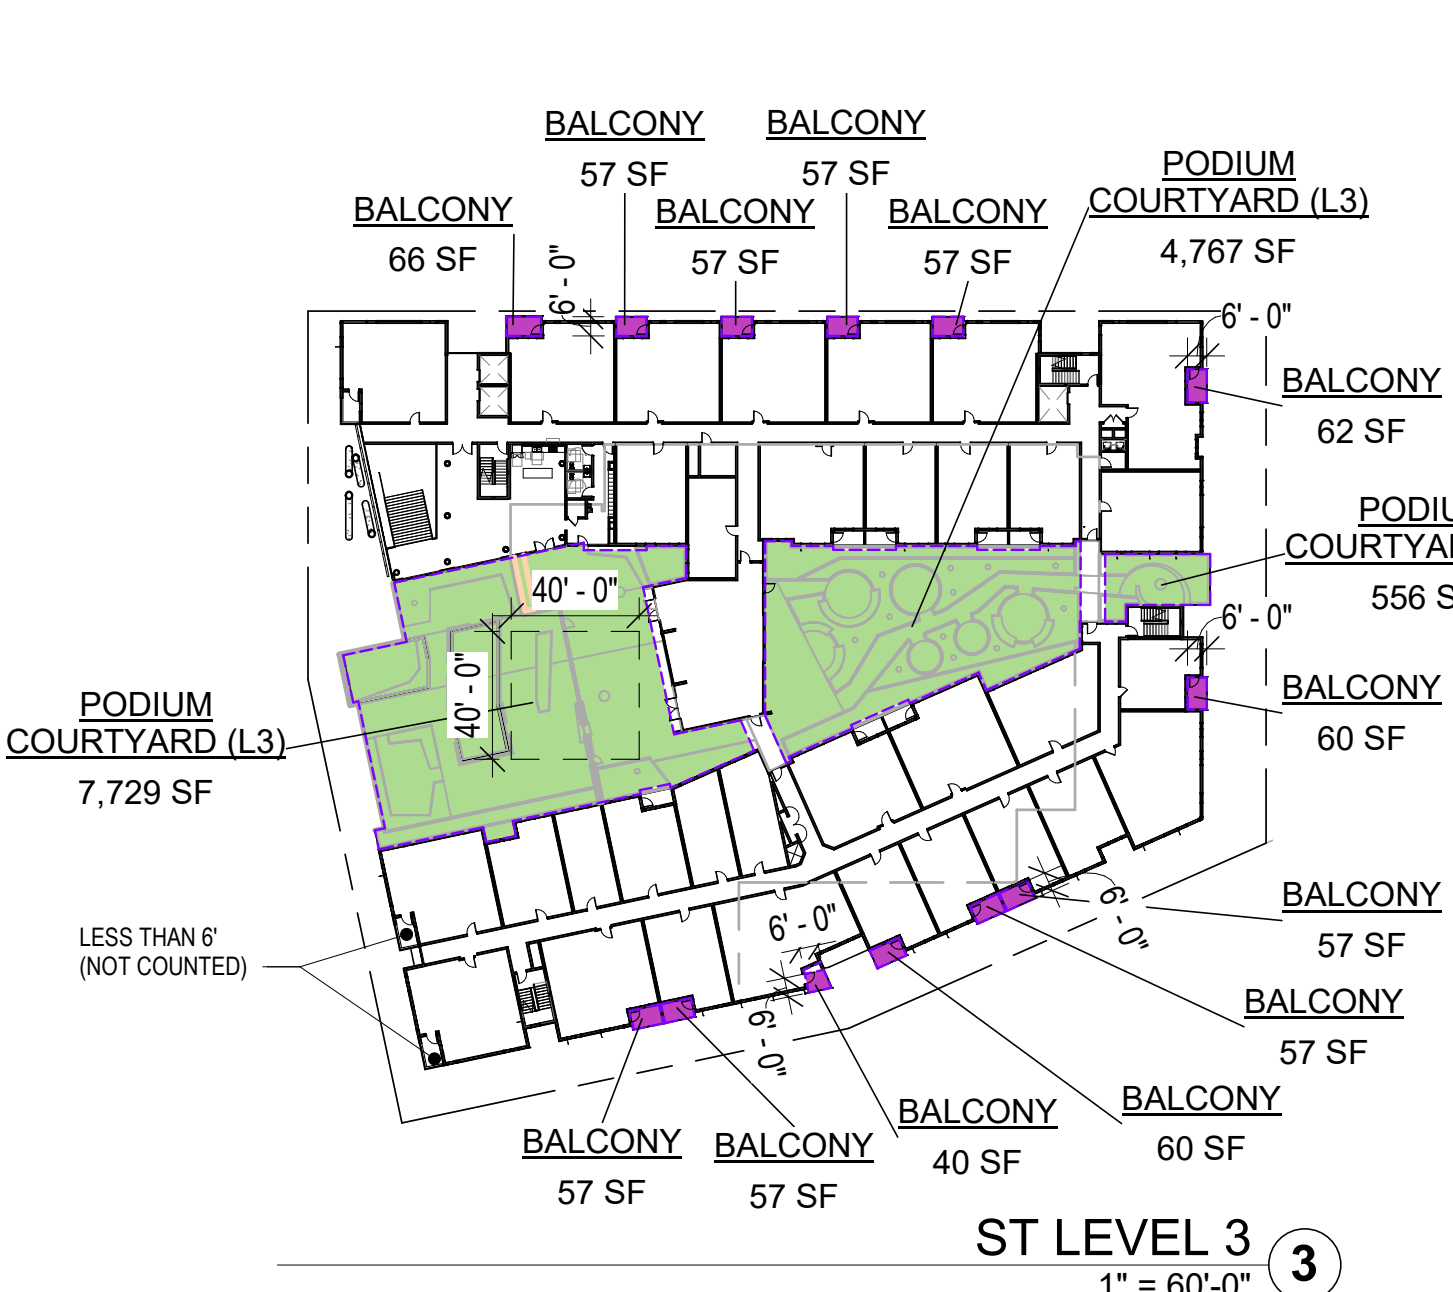 BALCONY
57 SF
BALCONY
57 SF
PODIUM
COURTYARD (L3)
4,767 SF
BALCONY
66 SF
BALCONY
57 SF
BALCONY
57 SF
6' - 0"
6' - 0"
BALCONY
62 SF
PODIU
COURTYA
556 S
40' - 0"
6' - 0"
40' - 0"
PODIUM
COURTYARD (L3)
7,729 SF
BALCONY
60 SF
LESS THAN 6'
(NOT COUNTED)
6' - 0"
6' - 0"
6' - 0"
BALCONY
57 SF
BALCONY
57 SF
BALCONY
60 SF
BALCONY
40 SF
BALCONY
57 SF
BALCONY
57 SF
ST LEVEL 3
3
1" = 60'-0"